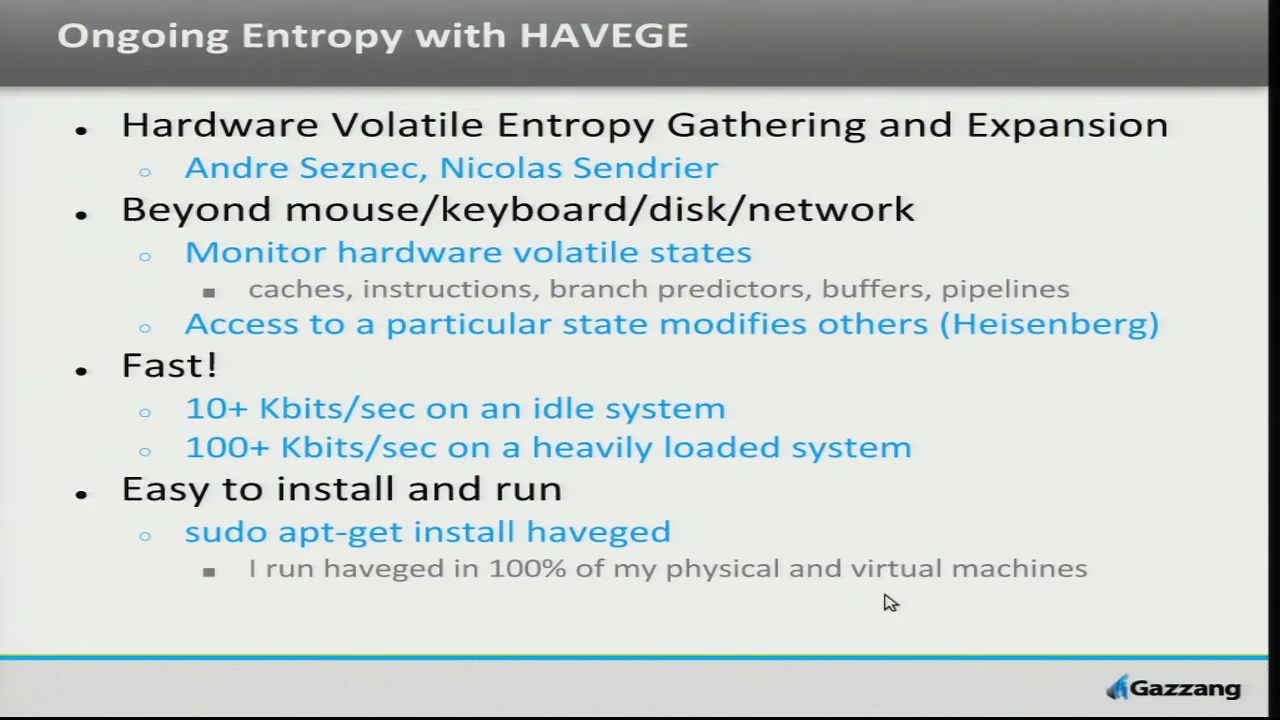 Ongoing Entropy with HAVEGE
Hardware Volatile Entropy Gathering and Expansion
Andre Seznec, Nicolas Sendrier
Beyond mouse/keyboard/disk/network
Monitor hardware volatile states
caches, instructions, branch predictors, buffers, pipelines
Access to a particular state modifies others (Heisenberg)
Fast!
10+ Kbits/sec on an idle system
100+ Kbits/sec on a heavily loaded system
Easy to install and run
sudo apt-get install haveged
I run haveged in 100% of my physical and virtual machines
Gazzang